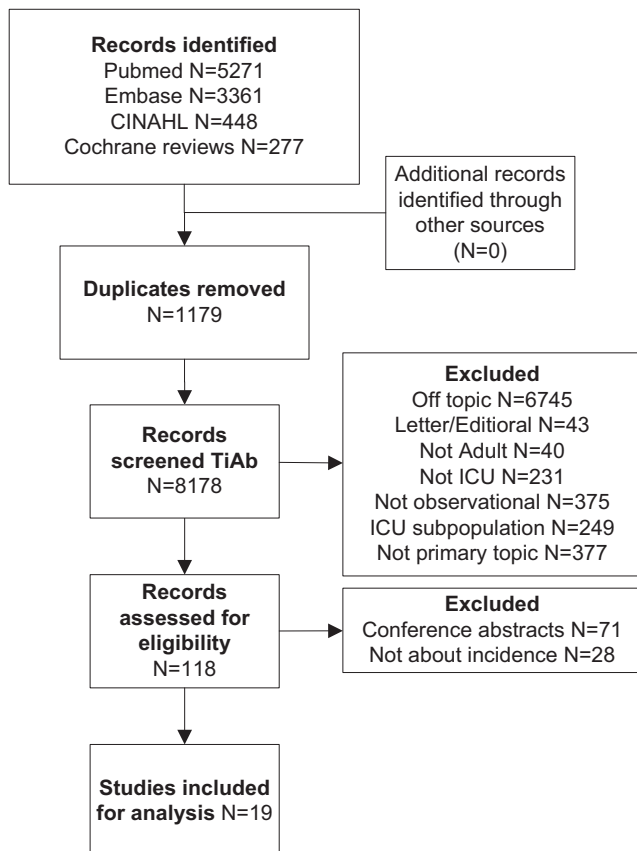 Records identified
Pubmed N=5271
Embase N=3361
CINAHL N=448
Cochrane reviews N=277
Additional records
identified through
other sources
(N=0)
Duplicates removed
N=1179
Records
screened TiAb
N=8178
Excluded
Off topic N=6745
Letter/Editioral N=43
Not Adult N=40
Not ICU N=231
Not observational N=375
ICU subpopulation N=249
Not primary topic N=377
Records
assessed for
eligibility
N=118
Excluded
Conference abstracts N=71
Not about incidence N=28
Studies included
for analysis N=19